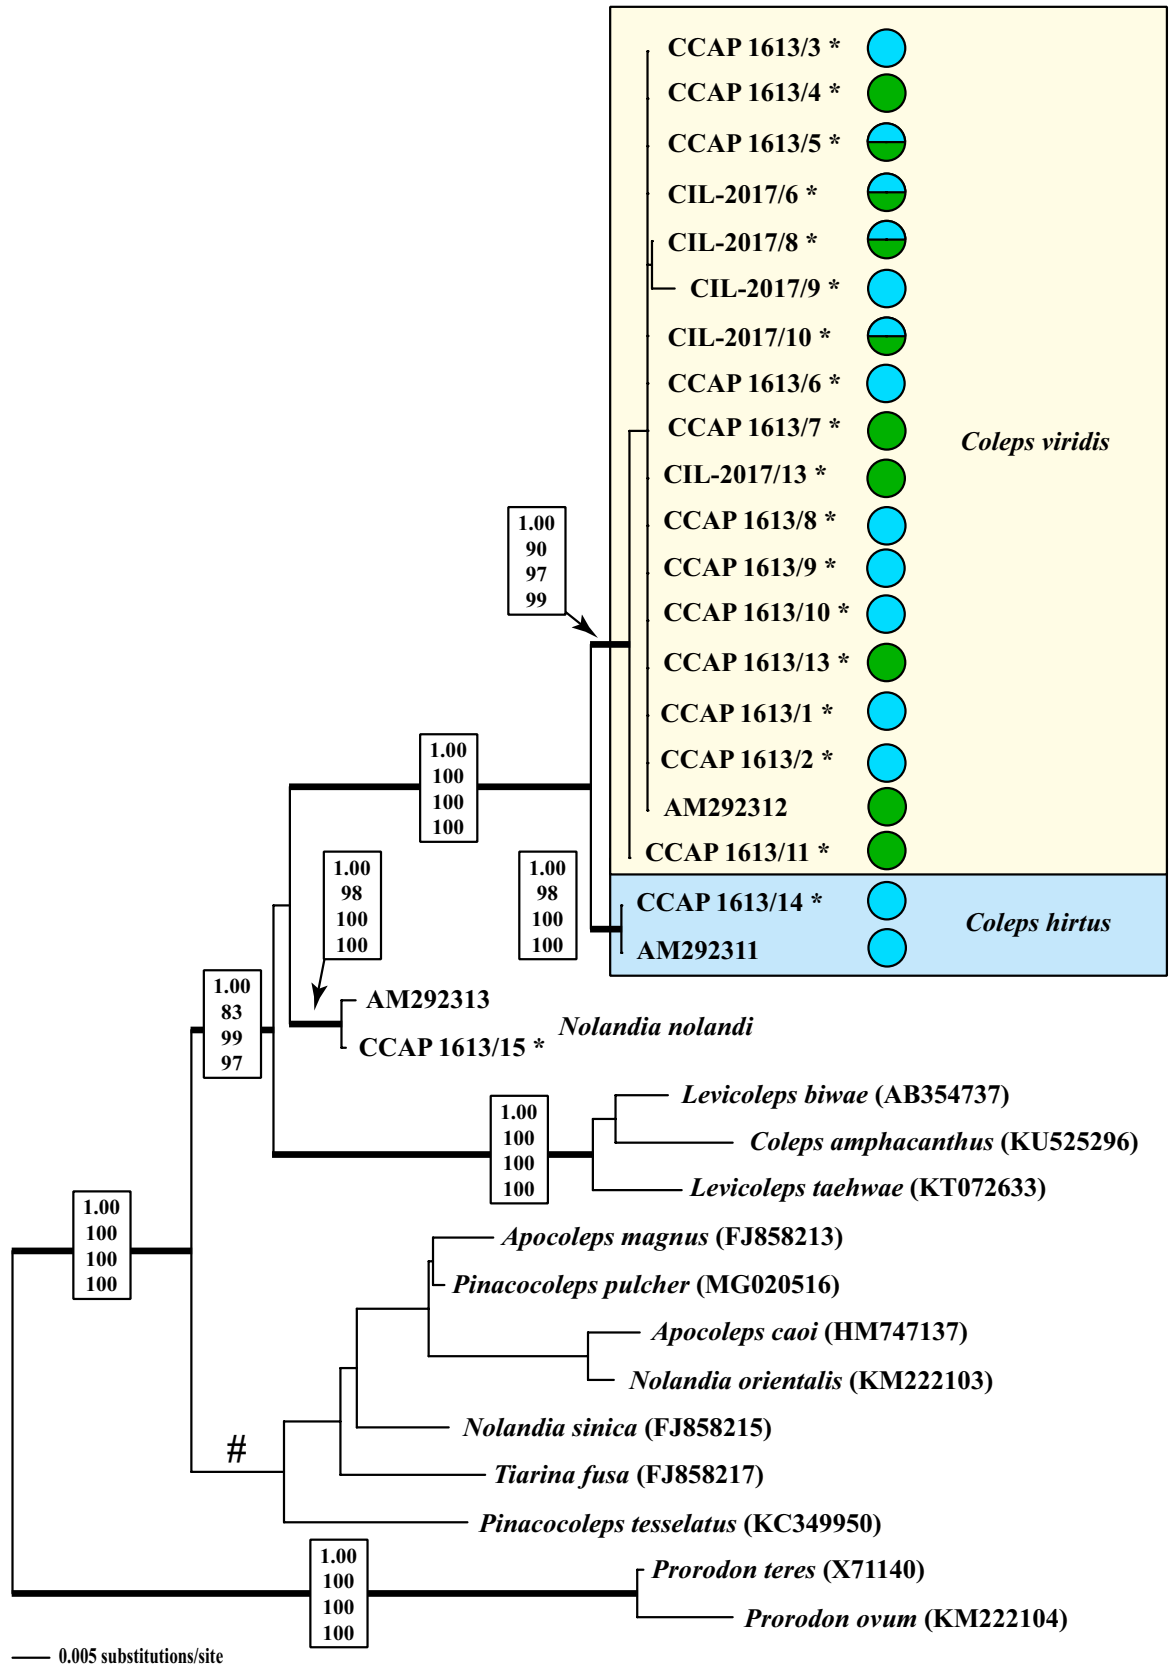 CCAP 1613/3 *
CCAP 1613/4 *
CCAP 1613/5 *
CIL-2017/6 *
CIL-2017/8 *
CIL-2017/9 *
CIL-2017/10 *
CCAP 1613/6 *
CCAP 1613/7 *
Coleps viridis
CIL-2017/13 *
CCAP 1613/8 *
1.00
90
97
99
CCAP 1613/9 *
CCAP 1613/10 *
CCAP 1613/13 *
CCAP 1613/1 *
CCAP 1613/2 *
1.00
100
100
100
AM292312
CCAP 1613/11 *
1.00
98
100
100
1.00
98
100
100
CCAP 1613/14 *
Coleps hirtus
AM292311
AM292313
Nolandia nolandi
CCAP 1613/15 *
1.00
83
99
97
Levicoleps biwae (AB354737)
1.00
100
100
100
Coleps amphacanthus (KU525296)
Levicoleps taehwae (KT072633)
1.00
100
100
100
Apocoleps magnus (FJ858213)
Pinacocoleps pulcher (MG020516)
Apocoleps caoi (HM747137)
Nolandia orientalis (KM222103)
Nolandia sinica (FJ858215)
#
Tiarina fusa (FJ858217)
Pinacocoleps tesselatus (KC349950)
1.00
100
100
100
Prorodon teres (X71140)
Prorodon ovum (KM222104)
0.005 substitutions/site